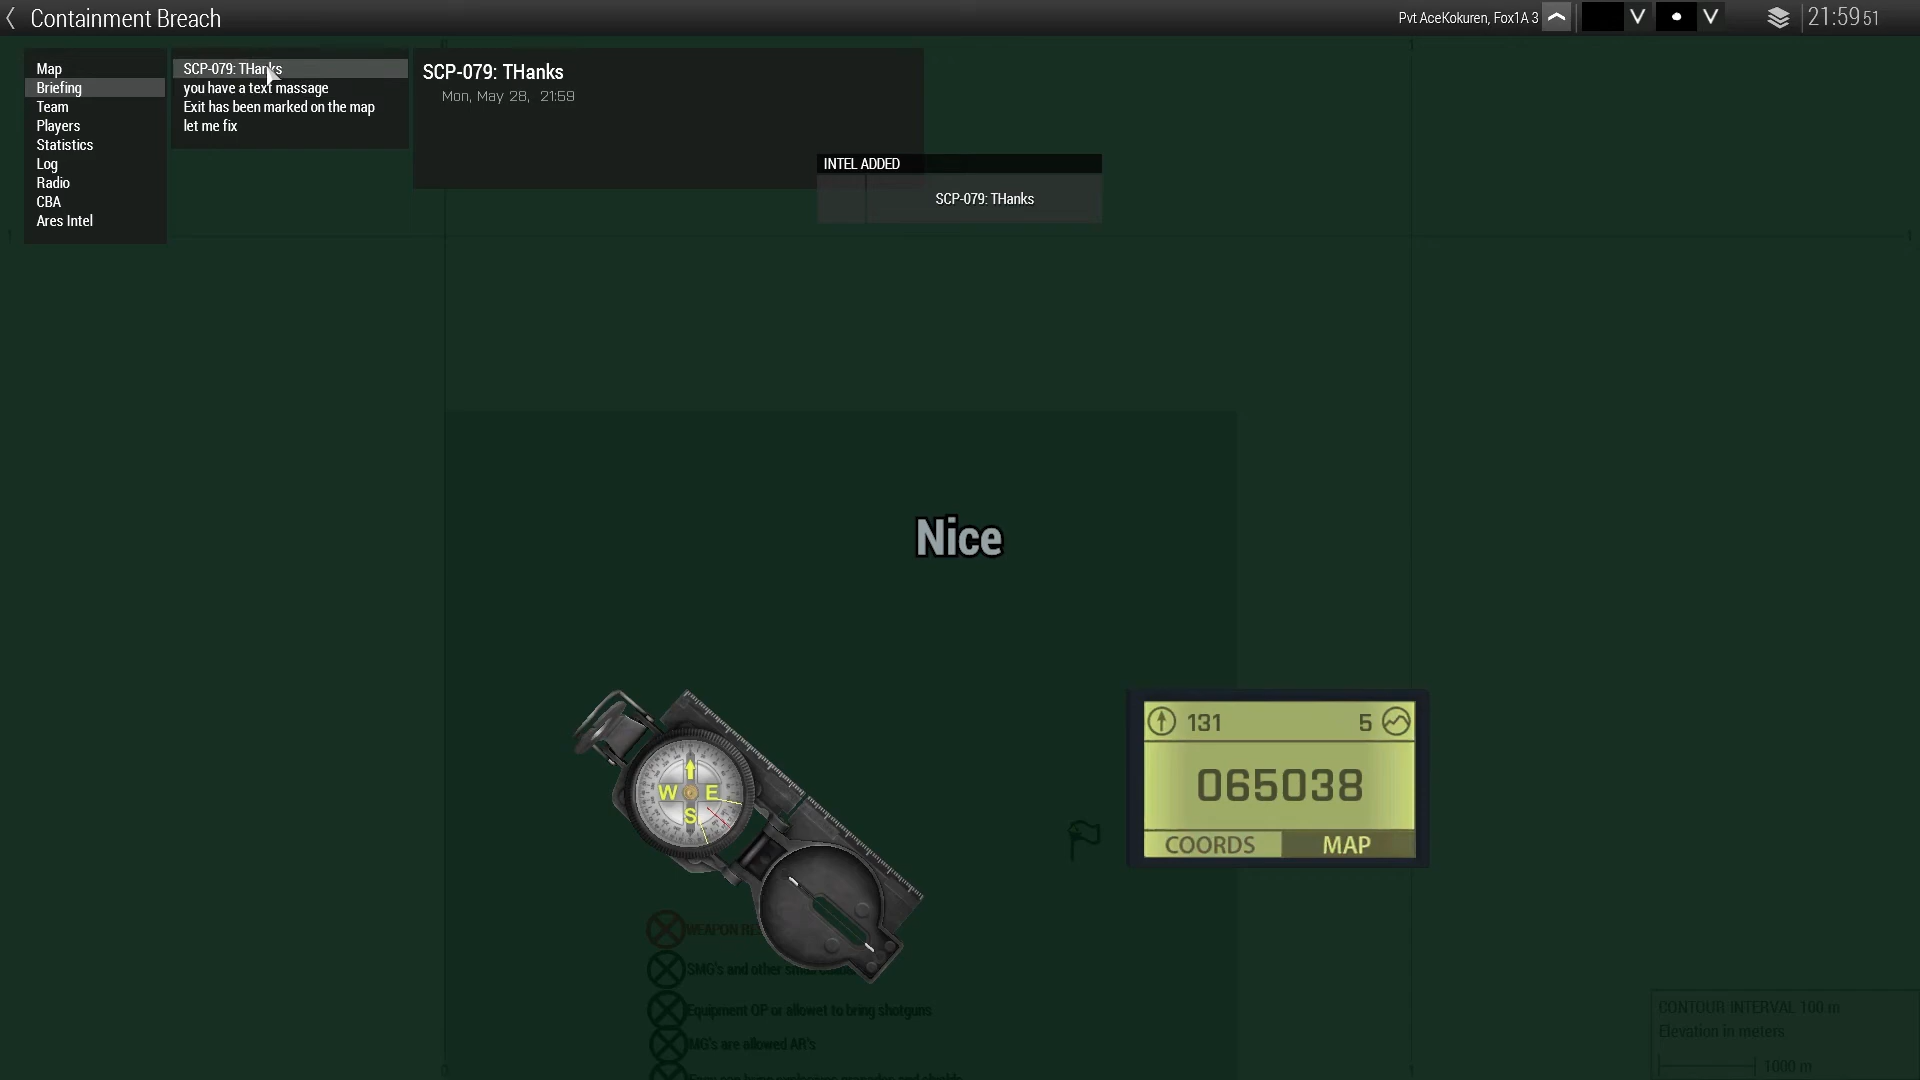 Containment Breach
Pvt AceKokuren, Fox1A 3
21:59 51
Map
Briefing
Team
Players
Statistics
Log
Radio
CBA
Ares Intel
SCP-079: THanks
you have a text massage
Exit has been marked on the map
let me fix
SCP-079: THanks
Mon, May 28, 21:59
INTEL ADDED
SCP-079: THanks
Nice
W E
S
131 5
065038
COORDS MAP
WEAPON
SMG's and other
Equipment OP or allowet to bring shotguns
MG's are allowed AR's
CONTOUR INTERVAL 100 m
Elevation in meters
1000 m